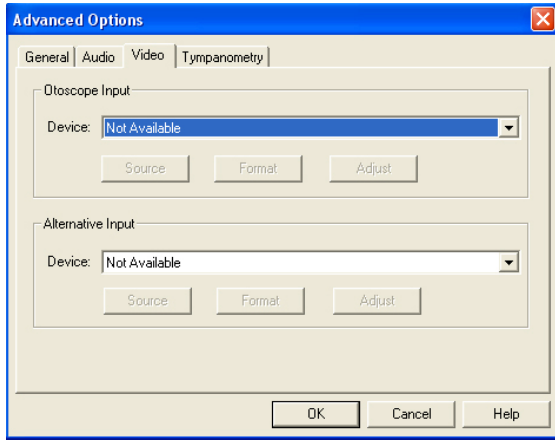 Advanced Options
General Audio Video Tympanometry
Otoscope Input
Device: Not Available
Source Format Adjust
Alternative Input
Device: Not Available
Source Format Adjust
OK Cancel Help